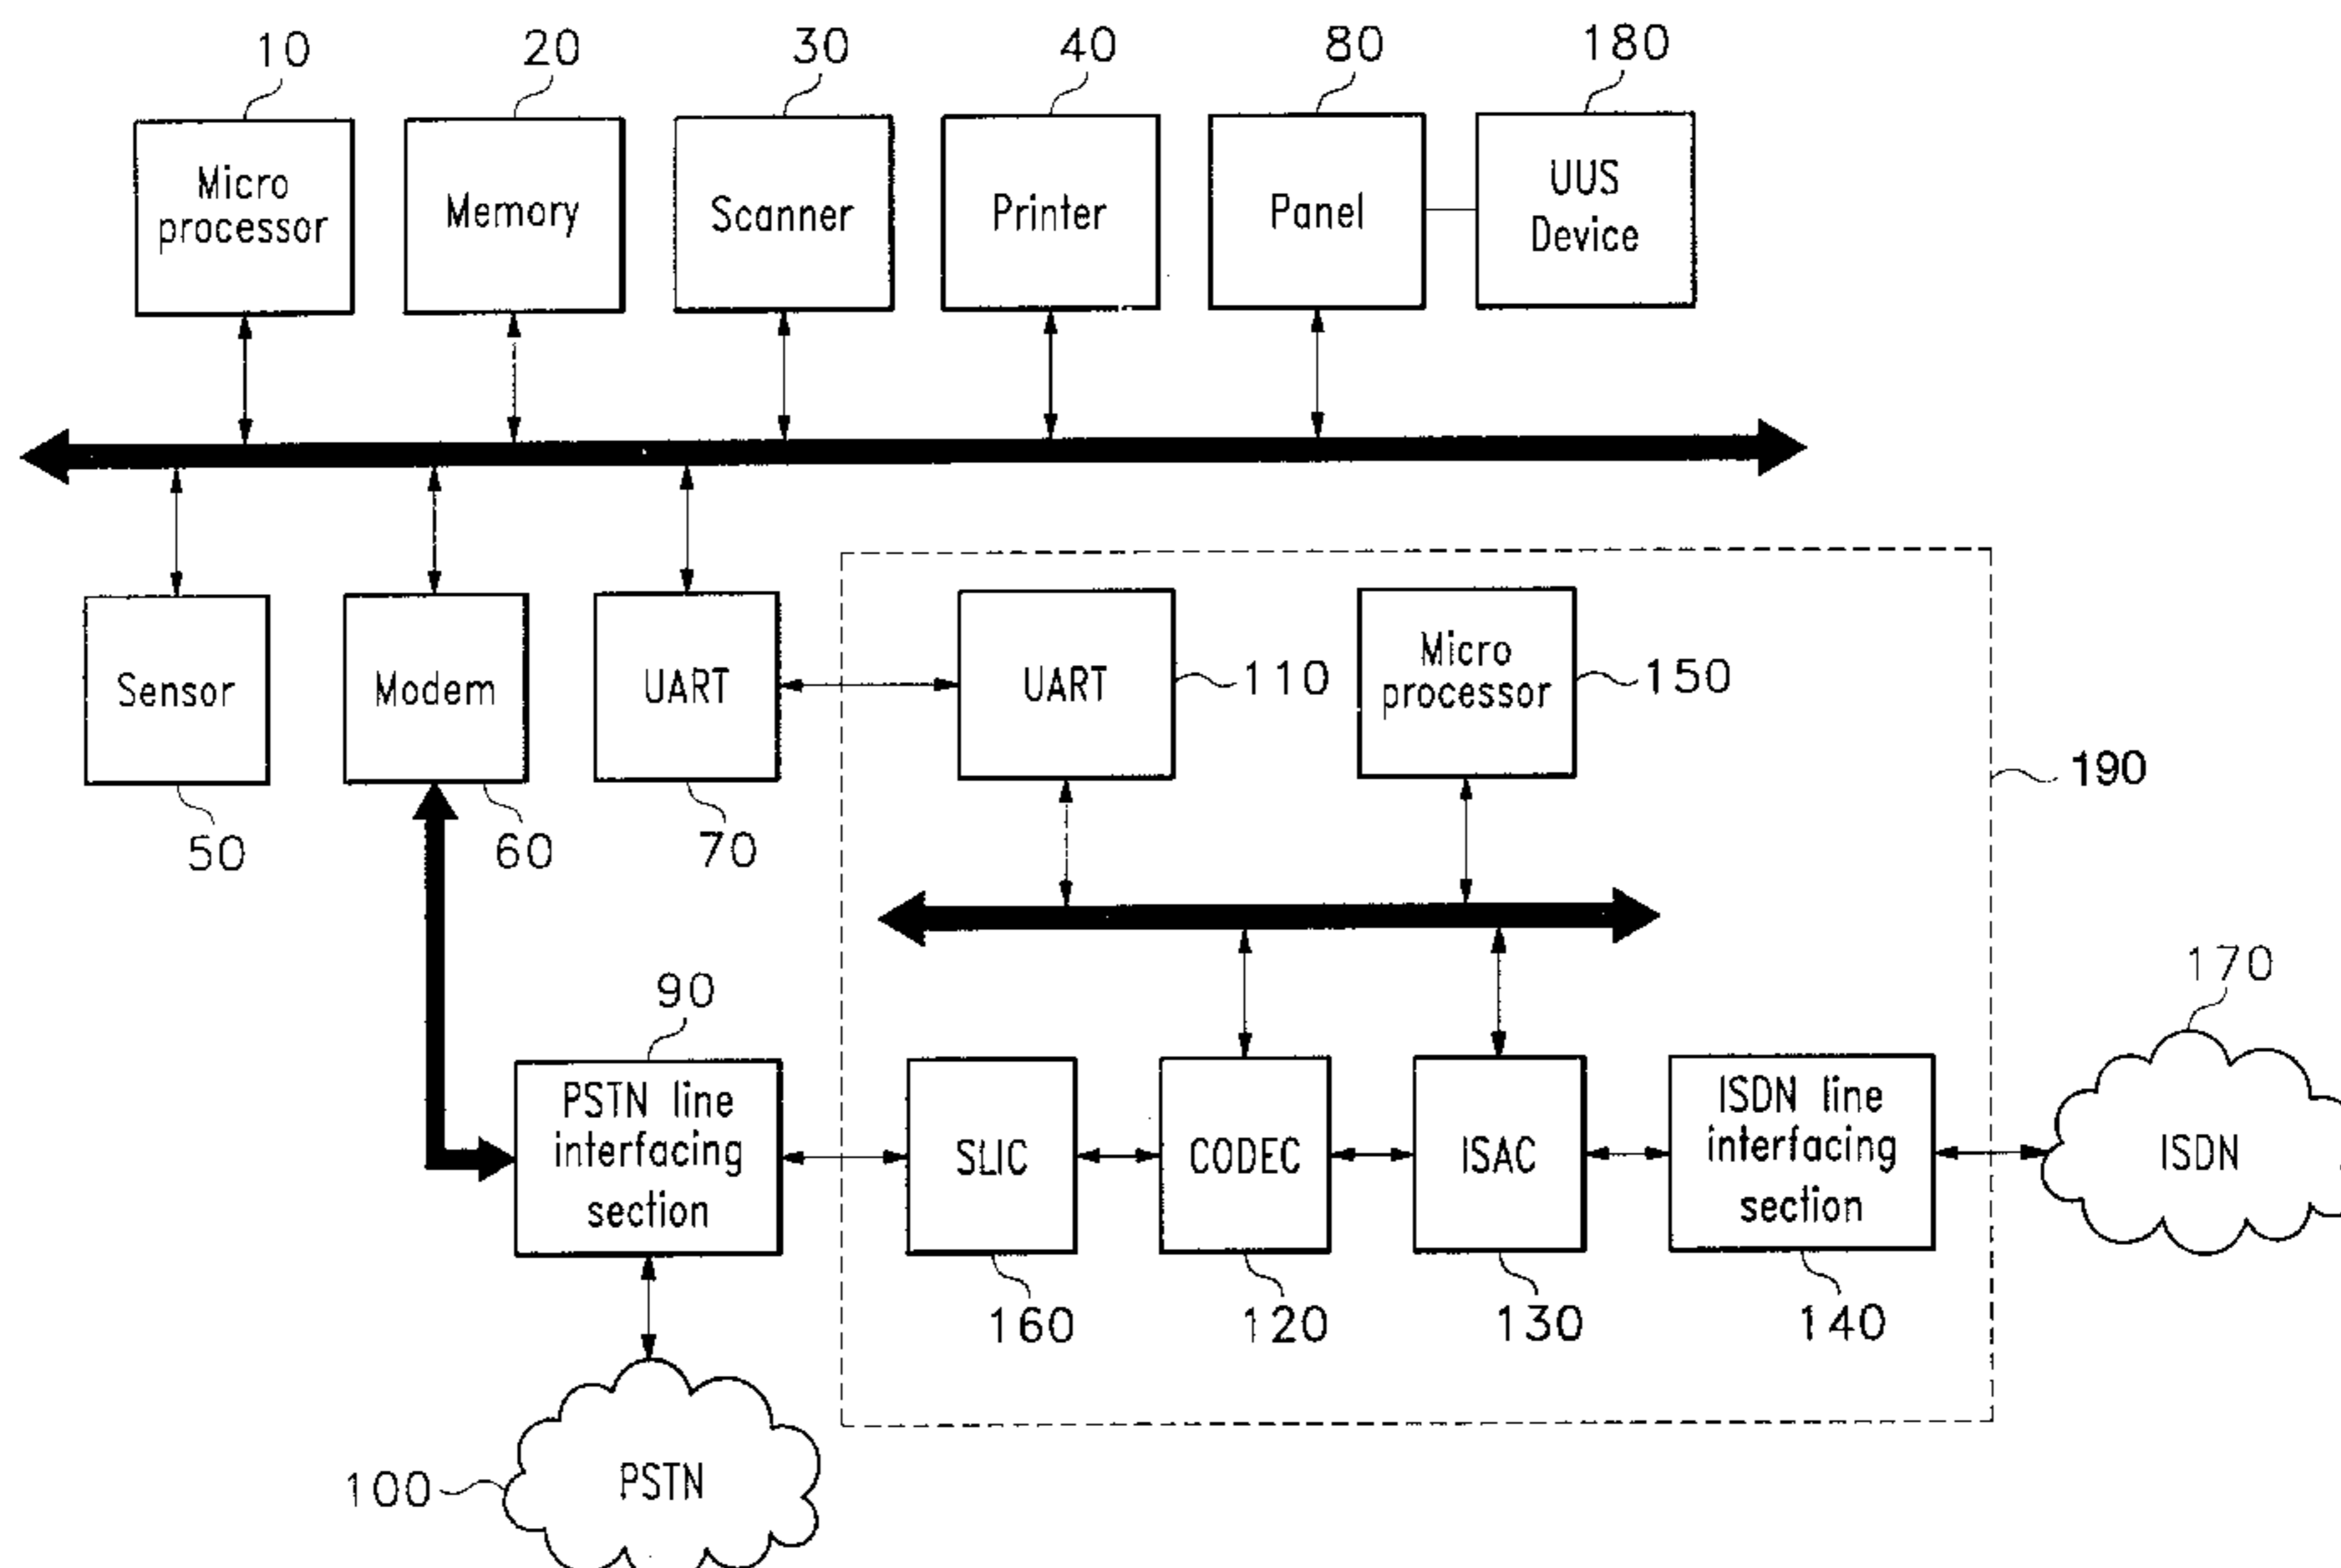 10
20
30
40
80
180
Micro
processor
Memory
Scanner
Printer
Panel
UUS
Device
Sensor
Modem
UART
UART
110
Micro
processor
150
190
50
60
70
90
170
PSTN line
interfacing
section
SLIC
CODEC
ISAC
ISDN line
interfacing
section
ISDN
160
120
130
140
100
PSTN